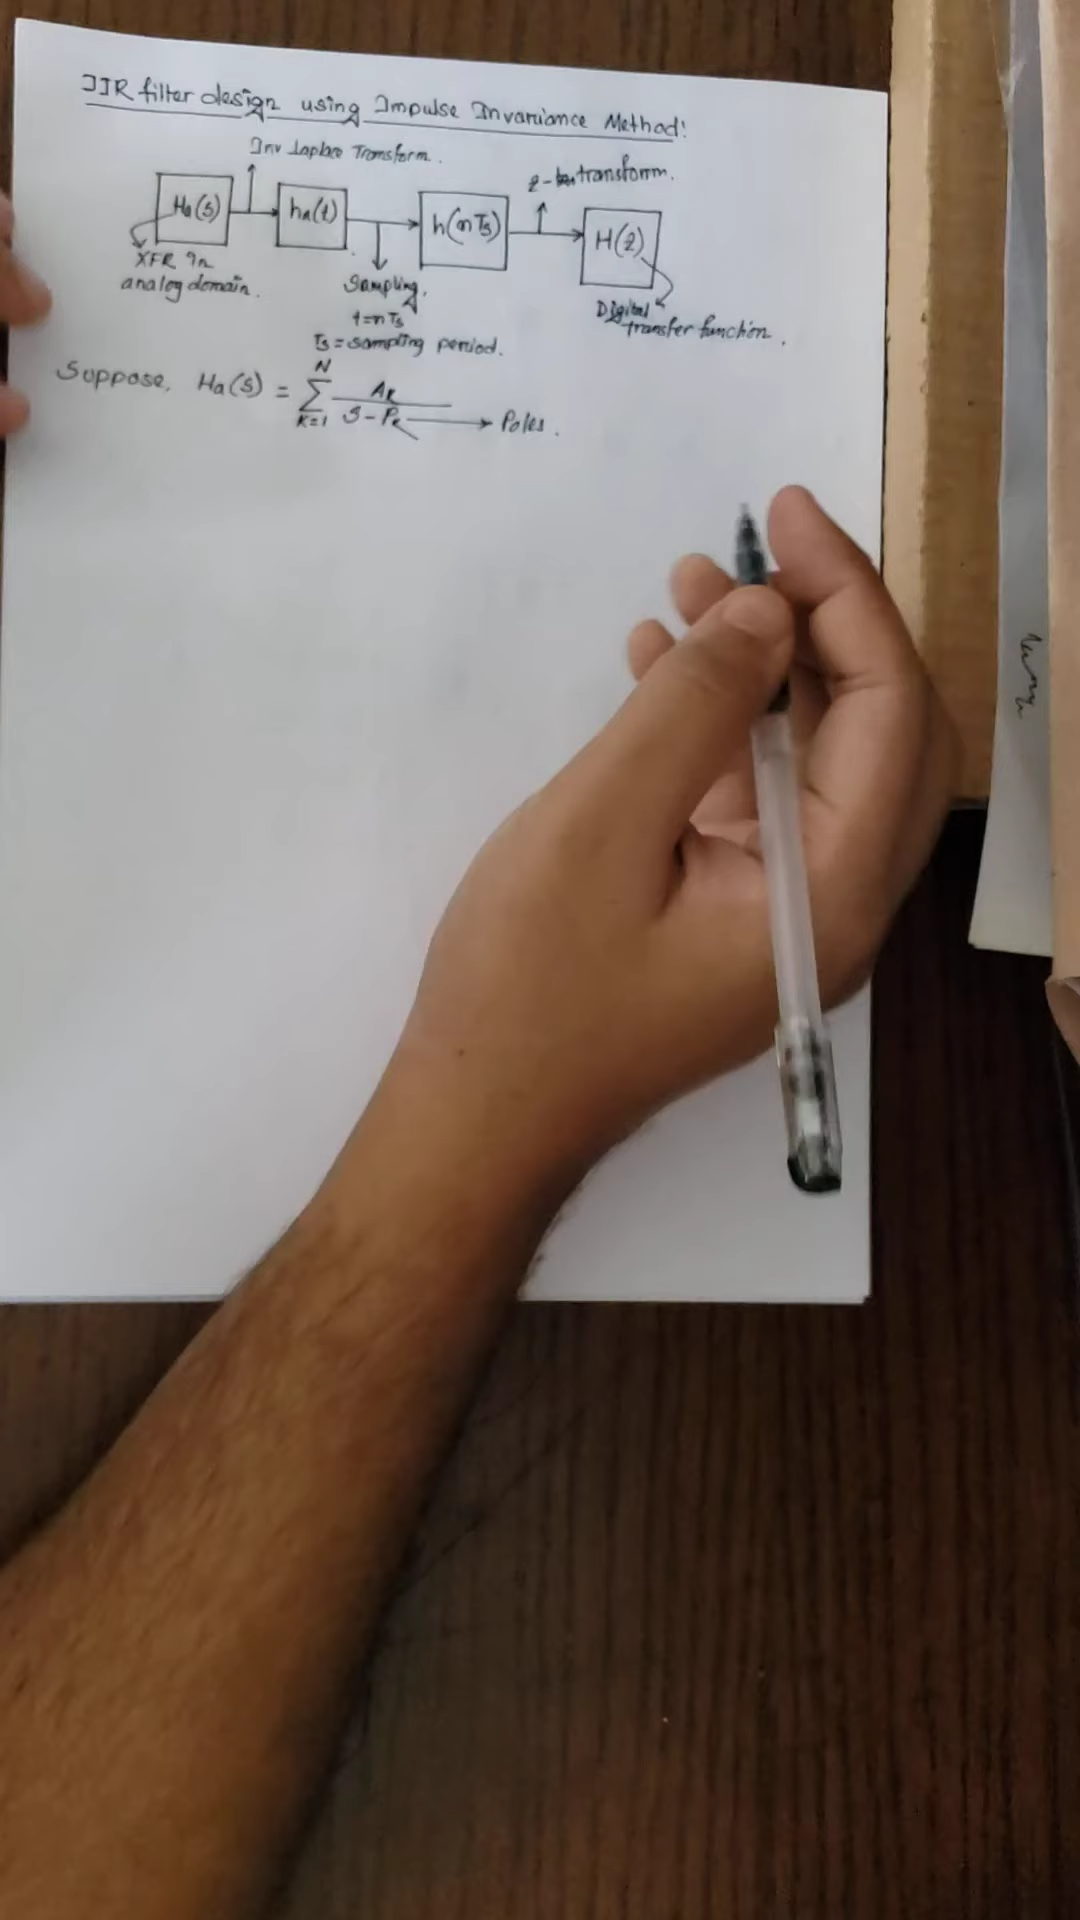 IIR filter design using Impulse Invariance Method:
Inv Laplace Transform.
z-transform.
Ha(s)
ha(t)
h(nTs)
H(z)
XFR in
analog domain.
Sampling.
t=nTs
Ts = sampling period.
Digital
transfer function.
Suppose, Ha(s) = N Σ K=1 AK / S-PK → Poles.